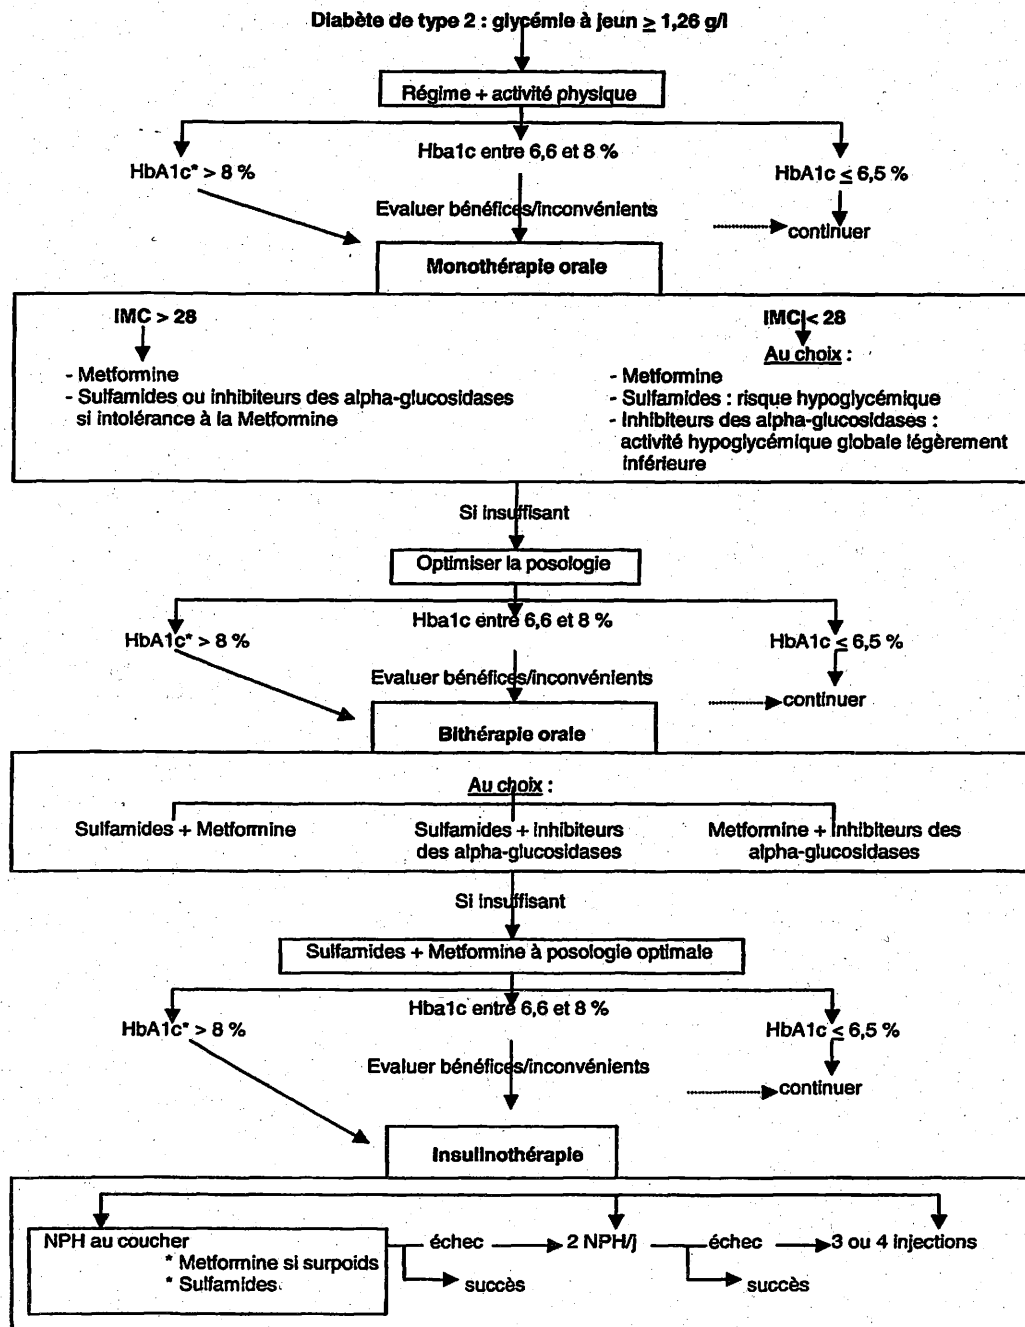 Diabète de type 2 : glycémie à jeun ≥ 1,26 g/l
Régime + activité physique
HbA1c* > 8 %
Hba1c entre 6,6 et 8 %
HbA1c ≤ 6,5 %
Evaluer bénéfices/inconvénients
continuer
Monothérapie orale
IMC > 28
- Metformine
- Sulfamides ou inhibiteurs des alpha-glucosidases
si intolérance à la Metformine
IMC < 28
Au choix :
- Metformine
- Sulfamides : risque hypoglycémique
- Inhibiteurs des alpha-glucosidases :
activité hypoglycémique globale légèrement
inférieure
Si insuffisant
Optimiser la posologie
HbA1c* > 8 %
Hba1c entre 6,6 et 8 %
HbA1c ≤ 6,5 %
Evaluer bénéfices/inconvénients
continuer
Bithérapie orale
Au choix :
Sulfamides + Metformine
Sulfamides + Inhibiteurs
des alpha-glucosidases
Metformine + Inhibiteurs des
alpha-glucosidases
Si insuffisant
Sulfamides + Metformine à posologie optimale
HbA1c* > 8 %
Hba1c entre 6,6 et 8 %
HbA1c ≤ 6,5 %
Evaluer bénéfices/inconvénients
continuer
Insulinothérapie
NPH au coucher
* Metformine si surpoids
* Sulfamides
échec
succès
2 NPH/j
échec
succès
3 ou 4 injections